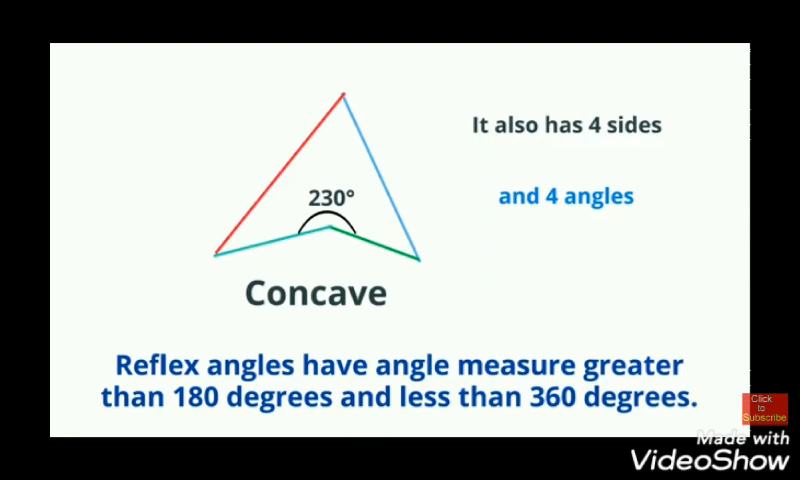 It also has 4 sides
230°
and 4 angles
Concave
Reflex angles have angle measure greater
than 180 degrees and less than 360 degrees.
Click
to
Subscribe
Made with
VideoShow